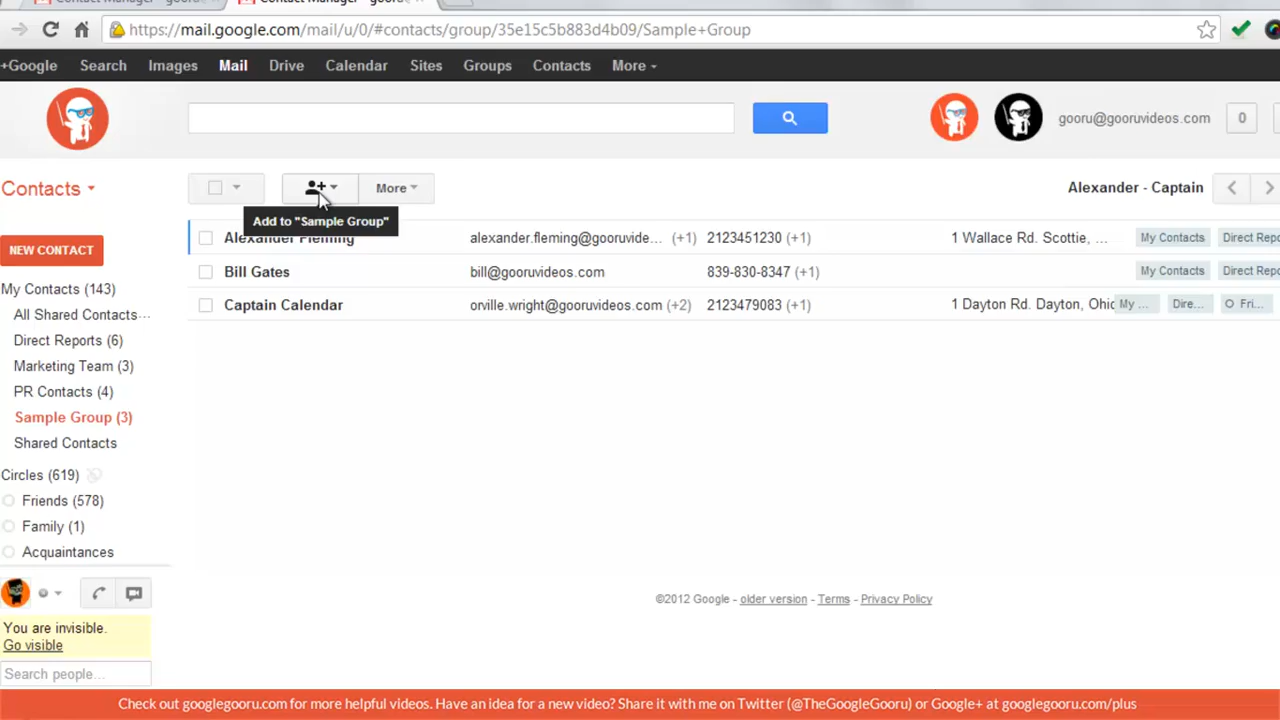 https://mail.google.com/mail/u/0/#contacts/group/35e15c5b883d4b09/Sample+Group
+Google Search Images Mail Drive Calendar Sites Groups Contacts More
gooru@gooruvideos.com 0
Contacts
More
Alexander - Captain
Add to "Sample Group"
NEW CONTACT
Alexander Fleming alexander.fleming@gooruvide... (+1) 2123451230 (+1) 1 Wallace Rd. Scottie, ... My Contacts Direct Repo
Bill Gates bill@gooruvideos.com 839-830-8347 (+1) My Contacts Direct Repo
Captain Calendar orville.wright@gooruvideos.com (+2) 2123479083 (+1) 1 Dayton Rd. Dayton, Ohio My ... Dire... Fri...
My Contacts (143)
All Shared Contacts...
Direct Reports (6)
Marketing Team (3)
PR Contacts (4)
Sample Group (3)
Shared Contacts
Circles (619)
Friends (578)
Family (1)
Acquaintances
You are invisible.
Go visible
Search people...
©2012 Google - older version - Terms - Privacy Policy
Check out googlegooru.com for more helpful videos. Have an idea for a new video? Share it with me on Twitter (@TheGoogleGooru) or Google+ at googlegooru.com/plus